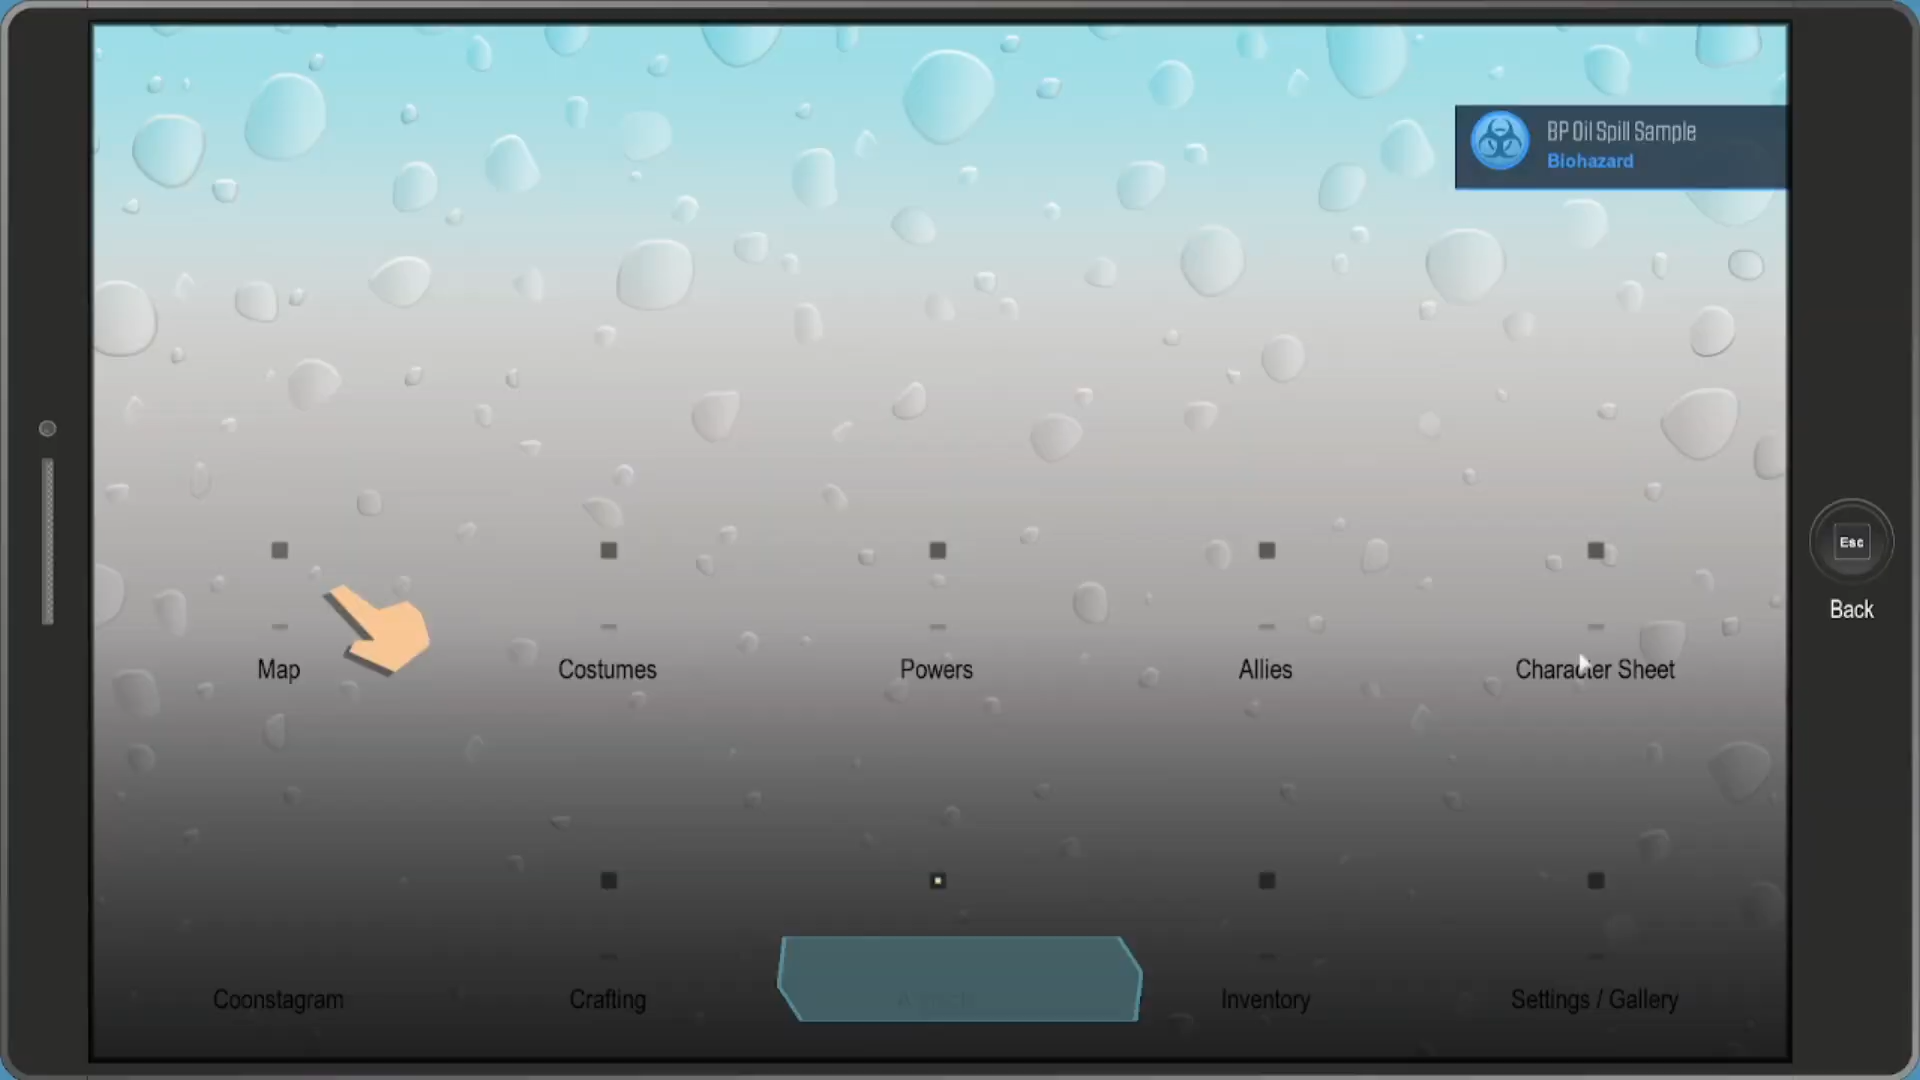 BP Oil Spill Sample
Biohazard
Esc
Back
Map
Costumes
Powers
Allies
Character Sheet
Coonstagram
Crafting
Inventory
Settings / Gallery